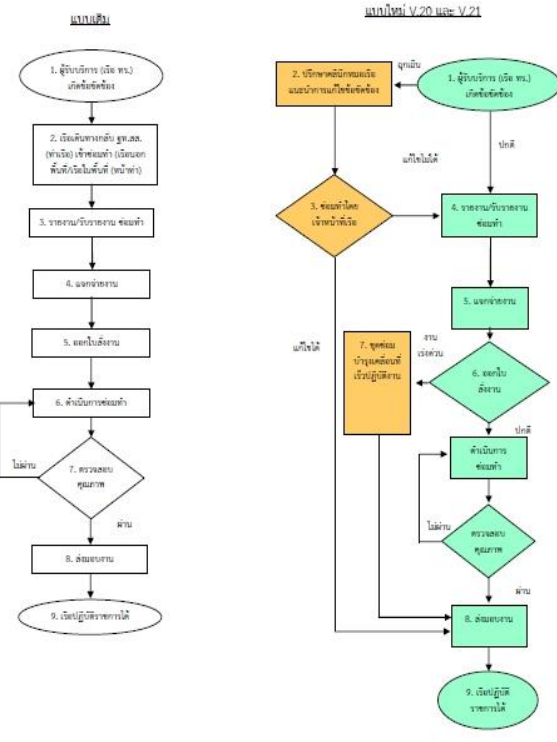 แบบเดิม
1. ผู้รับบริการ (เรือ ทร.)
เกิดข้อขัดข้อง
2. เรือเดินทางกลับ ฐท.สส.
(ท่าเรือ) เข้าซ่อมทำ (เรือนอก
พื้นที่/เรือในพื้นที่ (หน้าท่า)
3. รายงาน/รับรายงาน ซ่อมทำ
4. แจกจ่ายงาน
5. ออกใบสั่งงาน
6. ดำเนินการซ่อมทำ
7. ตรวจสอบ
คุณภาพ
ไม่ผ่าน
ผ่าน
8. ส่งมอบงาน
9. เรือปฏิบัติราชการได้
แบบใหม่ V.20 และ V.21
1. ผู้รับบริการ (เรือ ทร.)
เกิดข้อขัดข้อง
ฉุกเฉิน
2. ปรึกษาคลินิกหมอเรือ
แนะนำการแก้ไขข้อขัดข้อง
ปกติ
แก้ไขไม่ได้
3. ซ่อมทำโดย
เจ้าหน้าที่เรือ
4. รายงาน/รับรายงาน
ซ่อมทำ
5. แจกจ่ายงาน
แก้ไขได้
งาน
เร่งด่วน
6. ออกใบ
สั่งงาน
7. ชุดซ่อม
บำรุงเคลื่อนที่
เร็วปฏิบัติงาน
ปกติ
ดำเนินการ
ซ่อมทำ
ไม่ผ่าน
ตรวจสอบ
คุณภาพ
ผ่าน
8. ส่งมอบงาน
9. เรือปฏิบัติ
ราชการได้